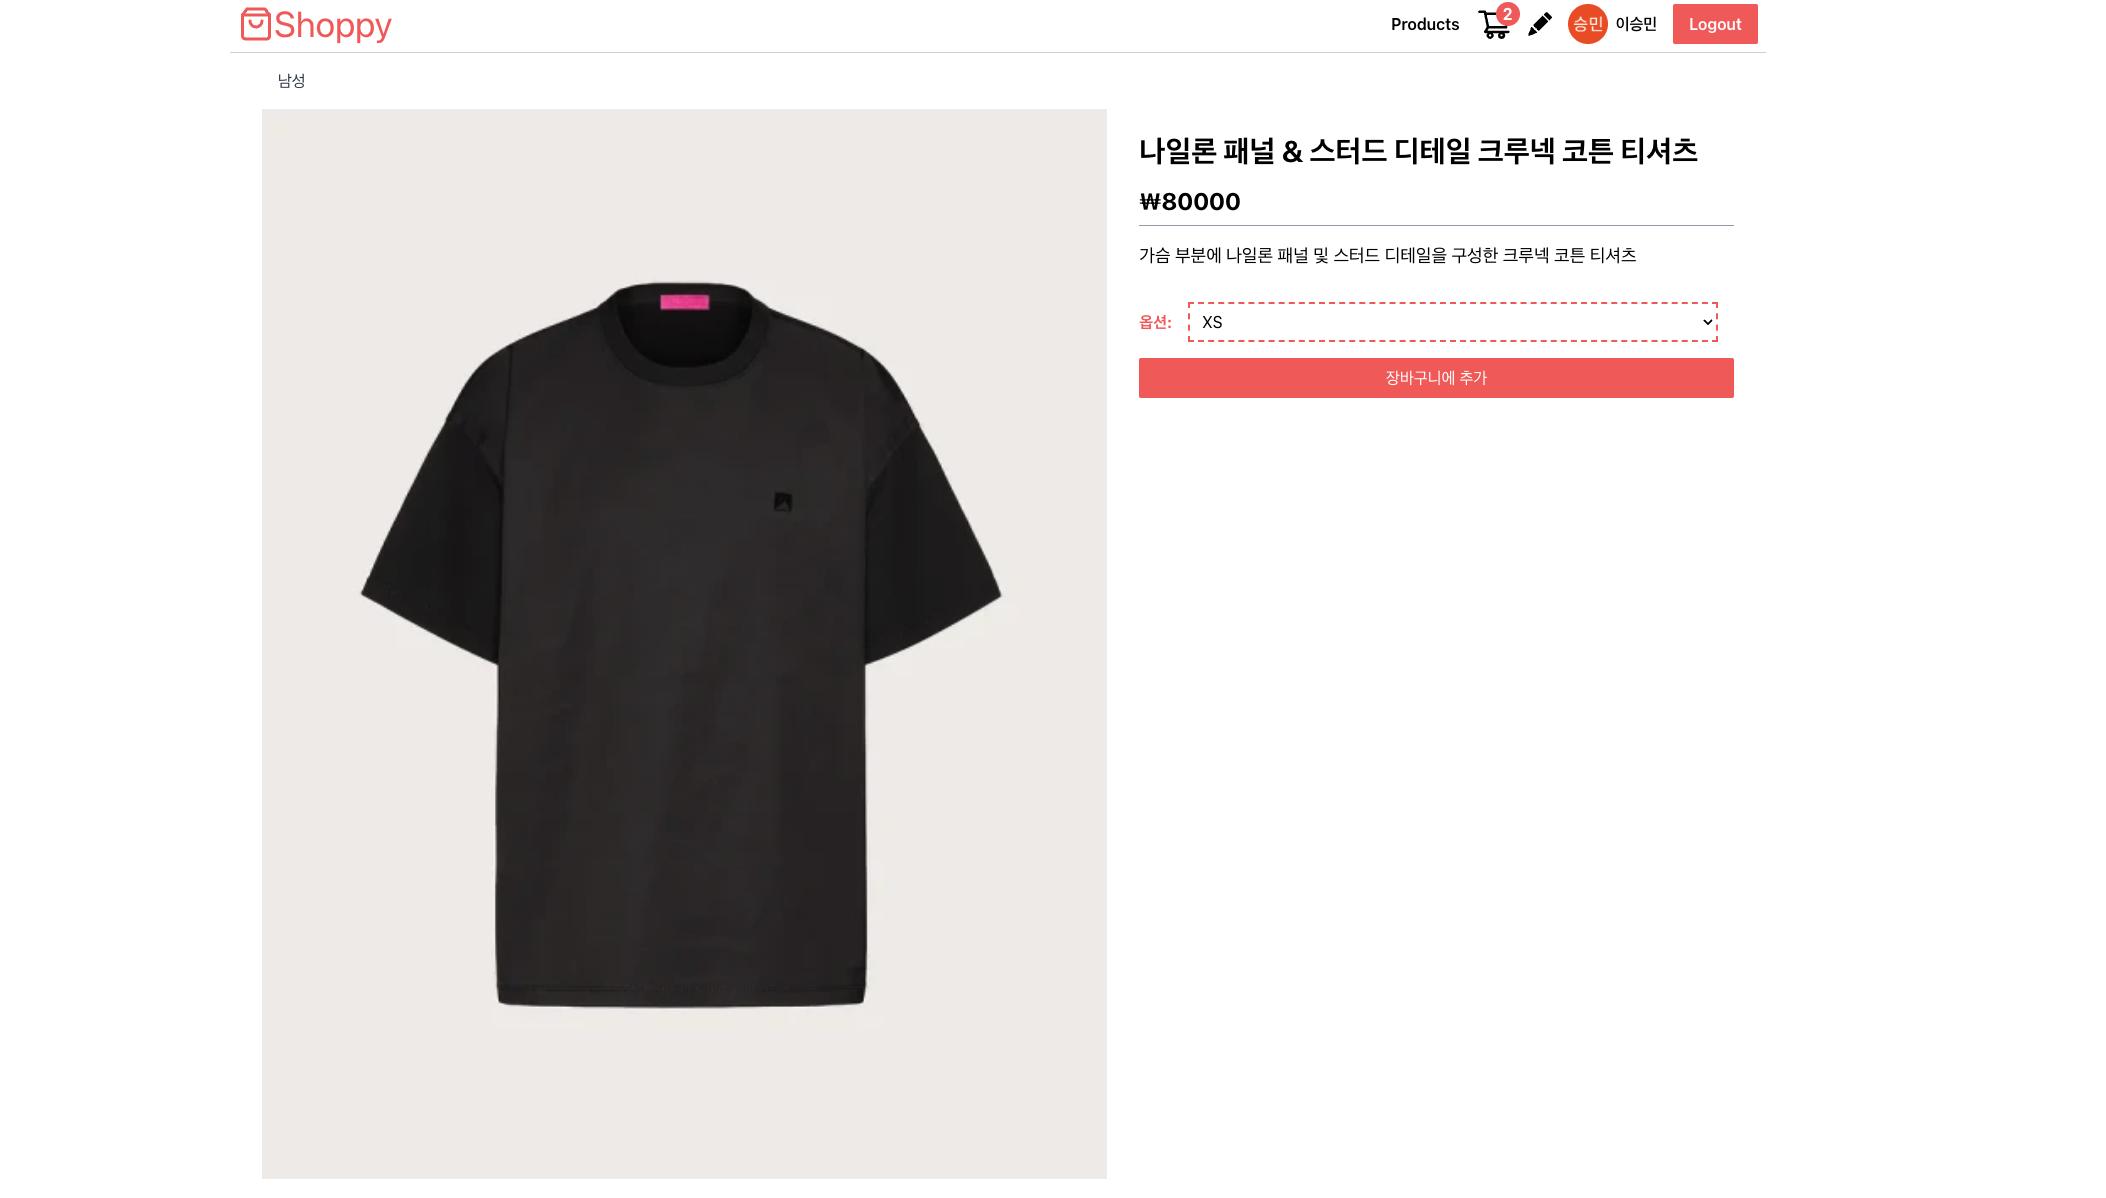 Shoppy
Products 2 승민 이승민 Logout
남성
나일론 패널 & 스터드 디테일 크루넥 코튼 티셔츠
₩80000
가슴 부분에 나일론 패널 및 스터드 디테일을 구성한 크루넥 코튼 티셔츠
옵션: XS
장바구니에 추가